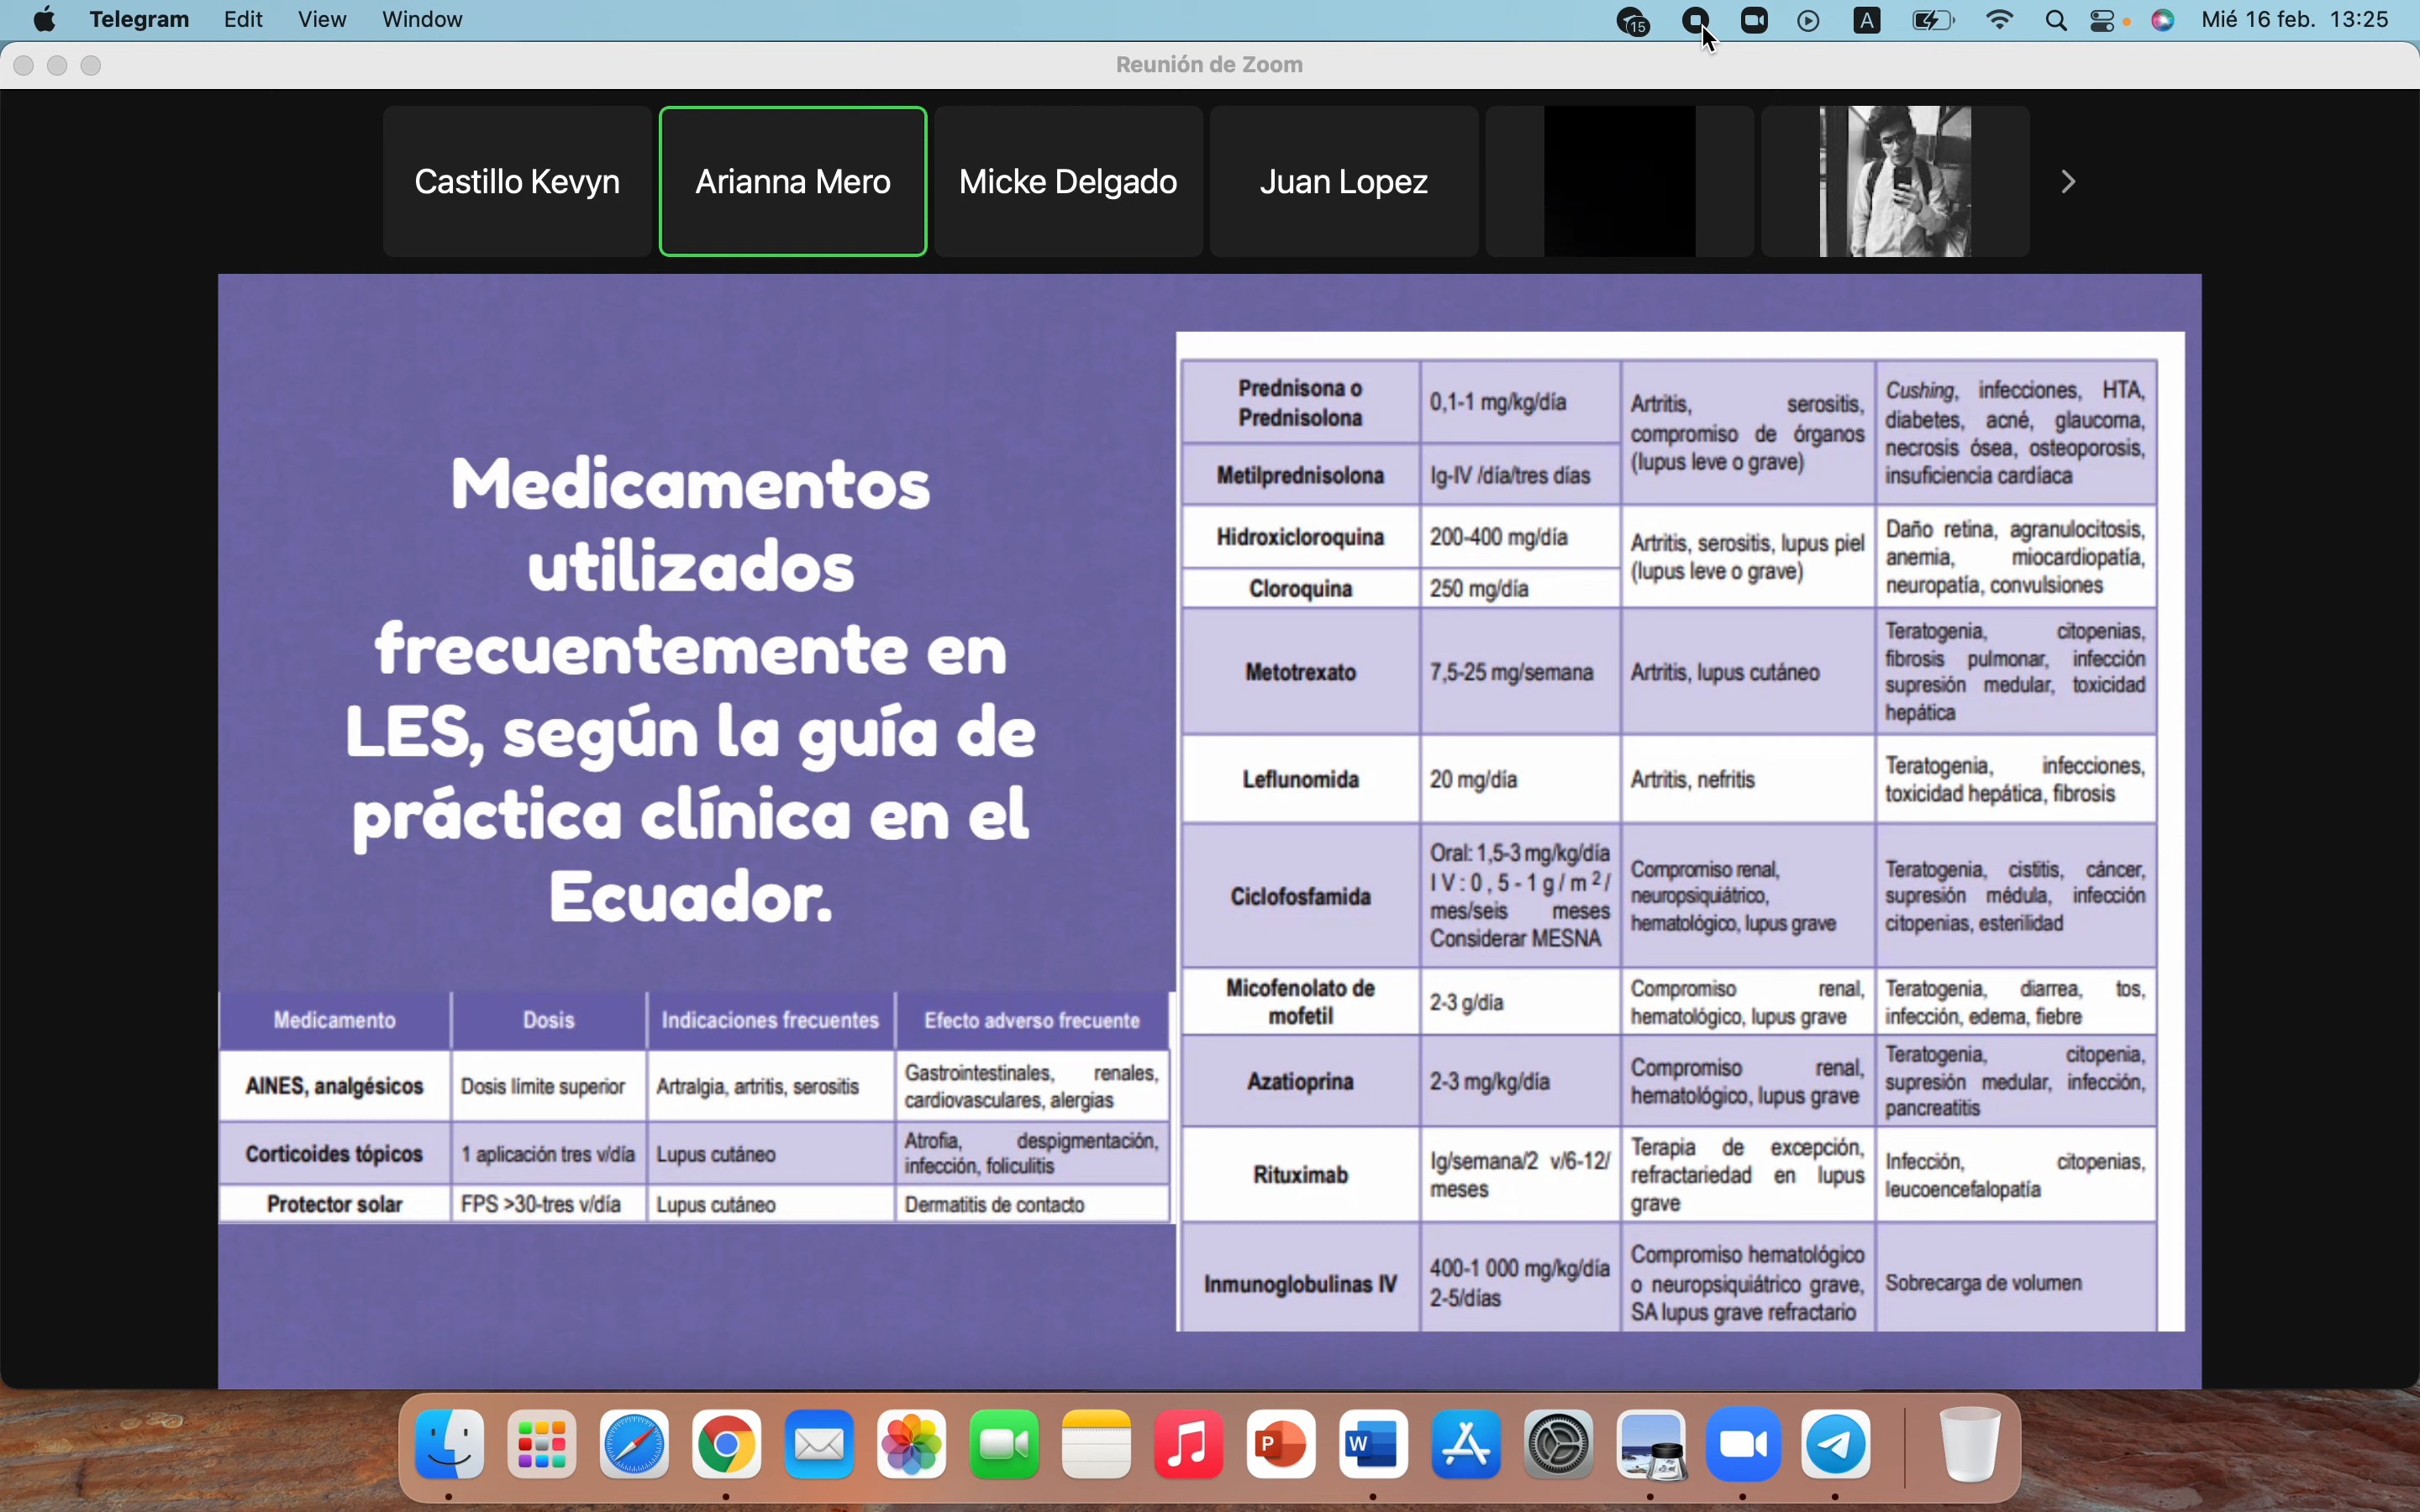 Telegram Edit View Window
15
A
Mié 16 feb. 13:25
Reunión de Zoom
Castillo Kevyn
Arianna Mero
Micke Delgado
Juan Lopez
Medicamentos
utilizados
frecuentemente en
LES, según la guía de
práctica clínica en el
Ecuador.
Medicamento Dosis Indicaciones frecuentes Efecto adverso frecuente
AINES, analgésicos Dosis limite superior Artralgia, artritis, serositis
Gastrointestinales, renales,
cardiovasculares, alergias
Corticoides tópicos 1 aplicación tres v/día Lupus cutáneo
Atrofia, despigmentación,
infección, foliculitis
Protector solar FPS >30-tres v/día Lupus cutáneo Dermatitis de contacto
Prednisona o
Prednisolona
0,1-1 mg/kg/día
Metilprednisolona
Ig-IV /día/tres días
Artritis, serositis,
compromiso de órganos
(lupus leve o grave)
Cushing, infecciones, HTA,
diabetes, acné, glaucoma,
necrosis ósea, osteoporosis,
insuficiencia cardíaca
Hidroxicloroquina 200-400 mg/día
Cloroquina 250 mg/día
Artritis, serositis, lupus piel
(lupus leve o grave)
Daño retina, agranulocitosis,
anemia, miocardiopatía,
neuropatía, convulsiones
Metotrexato 7,5-25 mg/semana Artritis, lupus cutáneo
Teratogenia, citopenias,
fibrosis pulmonar, infección
supresión medular, toxicidad
hepática
Leflunomida 20 mg/día Artritis, nefritis
Teratogenia, infecciones,
toxicidad hepática, fibrosis
Ciclofosfamida
Oral: 1,5-3 mg/kg/día
IV: 0,5-1 g/m2/
mes/seis meses
Considerar MESNA
Compromiso renal,
neuropsiquiátrico,
hematológico, lupus grave
Teratogenia, cistitis, cáncer,
supresión médula, infección
citopenias, esterilidad
Micofenolato de
mofetil
2-3 g/día
Compromiso renal,
hematológico, lupus grave
Teratogenia, diarrea, tos,
infección, edema, fiebre
Azatioprina 2-3 mg/kg/día
Compromiso renal,
hematológico, lupus grave
Teratogenia, citopenia,
supresión medular, infección,
pancreatitis
Rituximab
Ig/semana/2 v/6-12/
meses
Terapia de excepción,
refractariedad en lupus
grave
Infección, citopenias,
leucoencefalopatía
Inmunoglobulinas IV
400-1 000 mg/kg/día
2-5/días
Compromiso hematológico
o neuropsiquiátrico grave,
SA lupus grave refractario
Sobrecarga de volumen
P
W